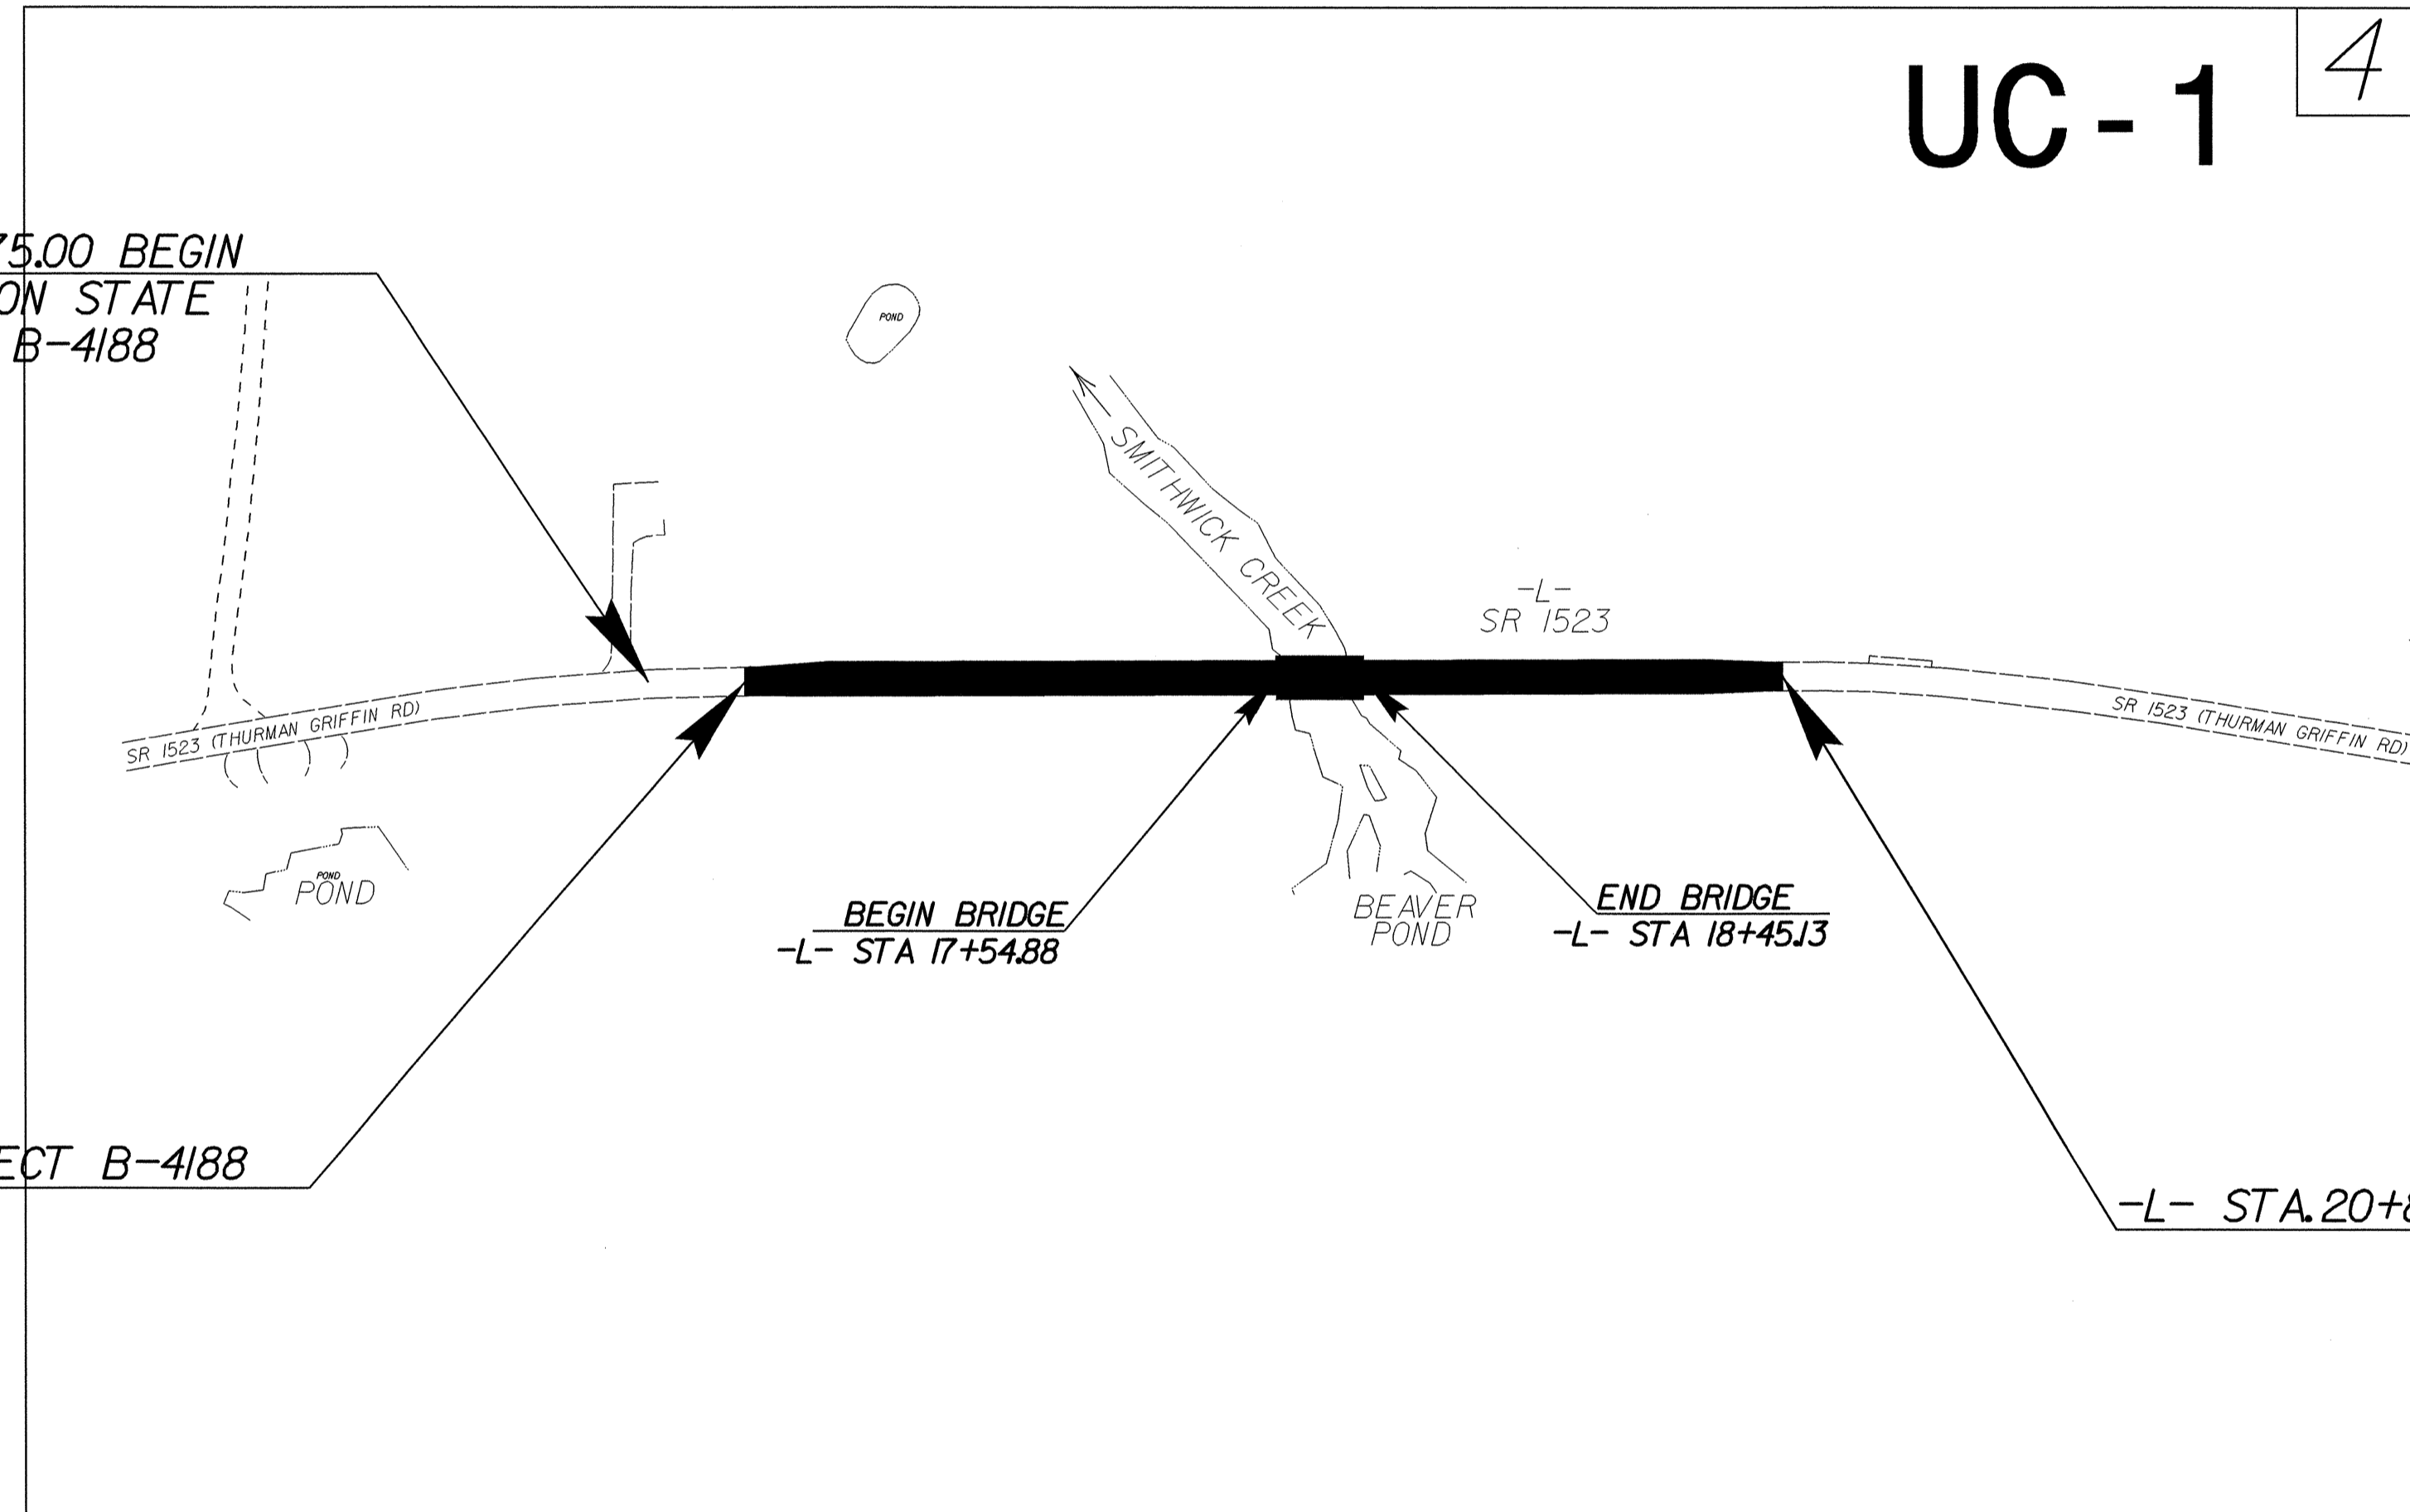 UC-1
4
75.00 BEGIN
ON STATE
B-4188
POND
SMITHWICK CREEK
-L-
SR 1523
SR 1523 (THURMAN GRIFFIN RD)
SR 1523 (THURMAN GRIFFIN RD)
POND
POND
BEGIN BRIDGE
-L- STA 17+54.88
BEAVER
POND
END BRIDGE
-L- STA 18+45.13
ECT B-4188
-L- STA. 20+8